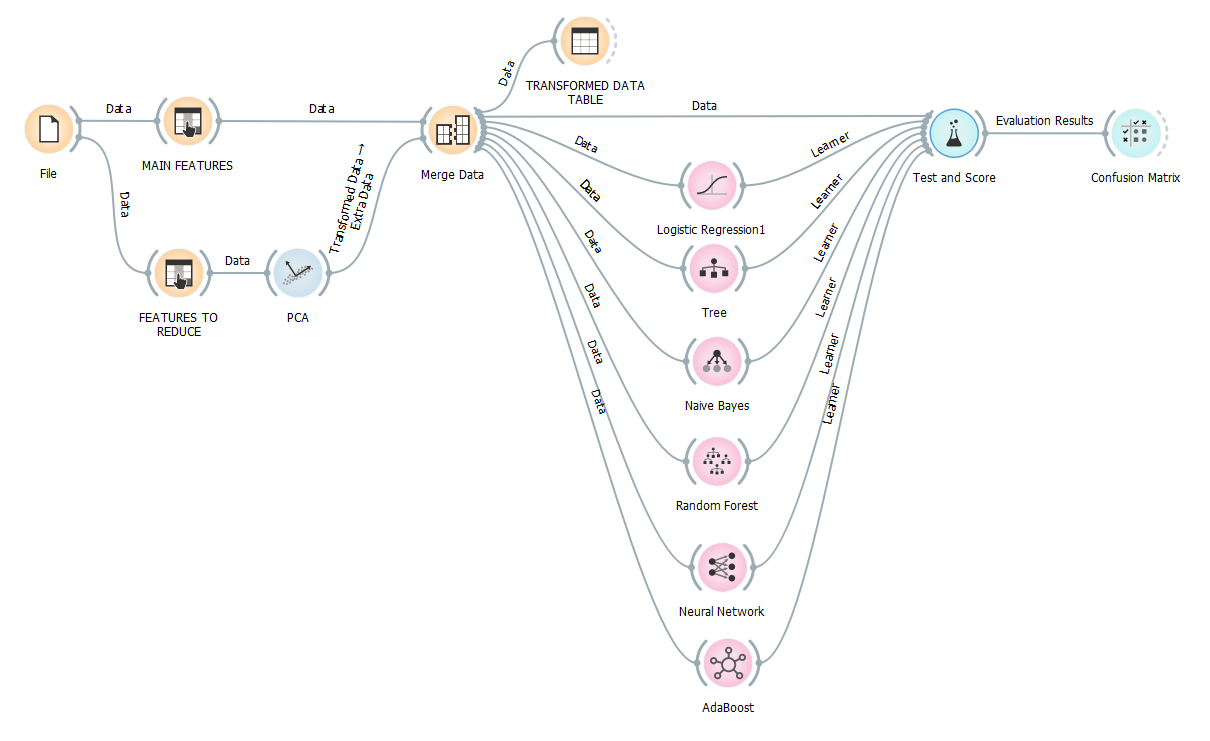 TRANSFORMED DATA
TABLE
Data
Data
Data
Data
Evaluation Results
File
MAIN FEATURES
Merge Data
Test and Score
Confusion Matrix
Data
Transformed Data →
Extra Data
Data
FEATURES TO
REDUCE
PCA
Data
Learner
Logistic Regression1
Data
Learner
Tree
Data
Learner
Naive Bayes
Data
Learner
Random Forest
Data
Learner
Neural Network
Data
Learner
AdaBoost